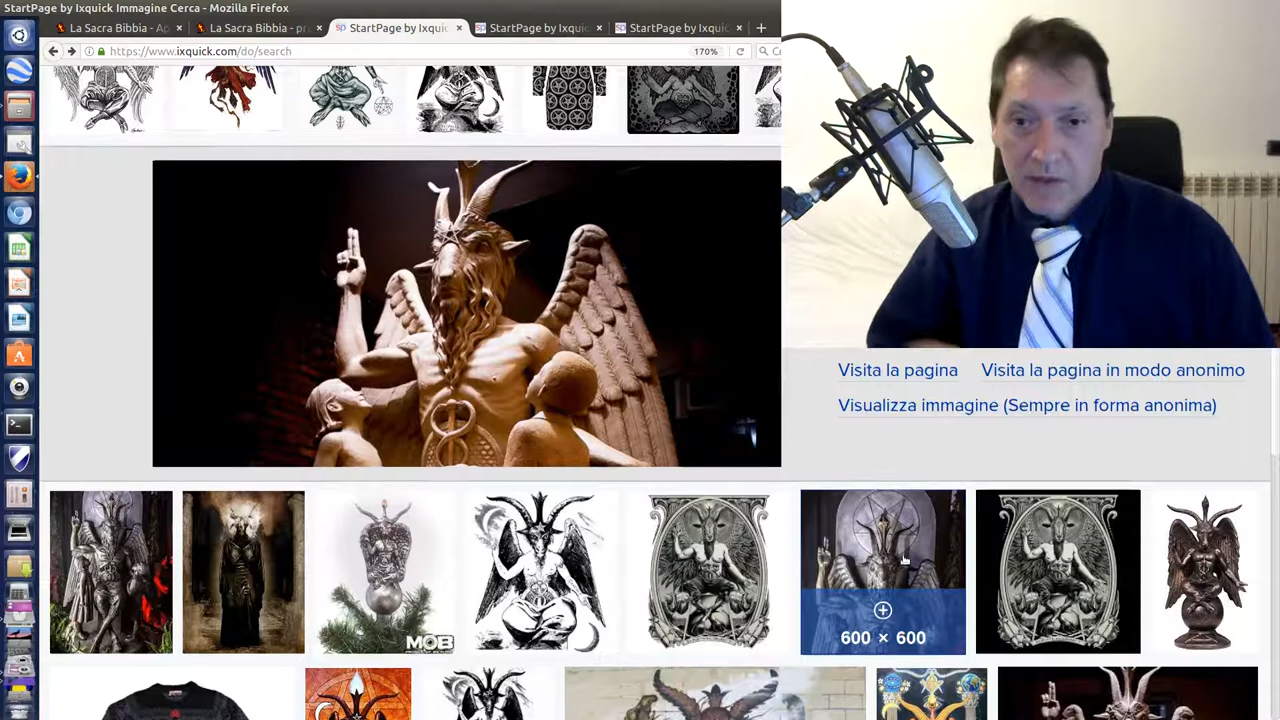 StartPage by Ixquick Immagine Cerca - Mozilla Firefox
La Sacra Bibbia - A
La Sacra Bibbia - pr
StartPage by Ixquic
StartPage by Ixquic
StartPage by Ixquic
https://www.ixquick.com/do/search
170%
Visita la pagina Visita la pagina in modo anonimo
Visualizza immagine (Sempre in forma anonima)
MOB
600 × 600